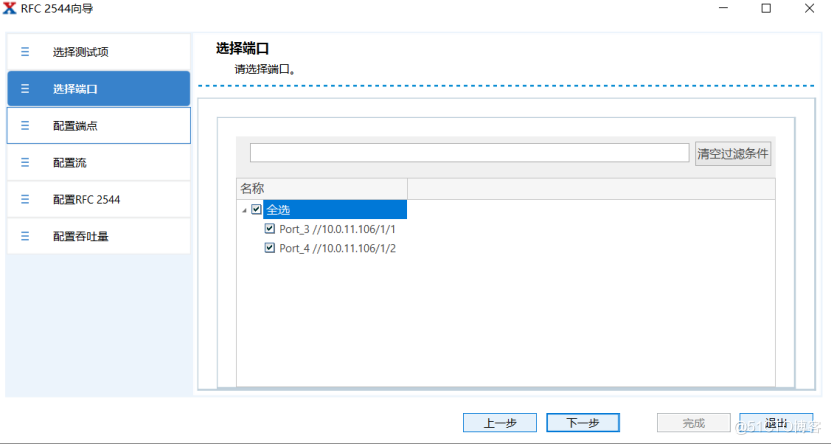 RFC 2544向导
选择测试项
选择端口
配置端点
配置流
配置RFC 2544
配置吞吐量
选择端口
请选择端口。
清空过滤条件
名称
全选
Port_3 //10.0.11.106/1/1
Port_4 //10.0.11.106/1/2
上一步
下一步
完成
退出
@51CTO博客